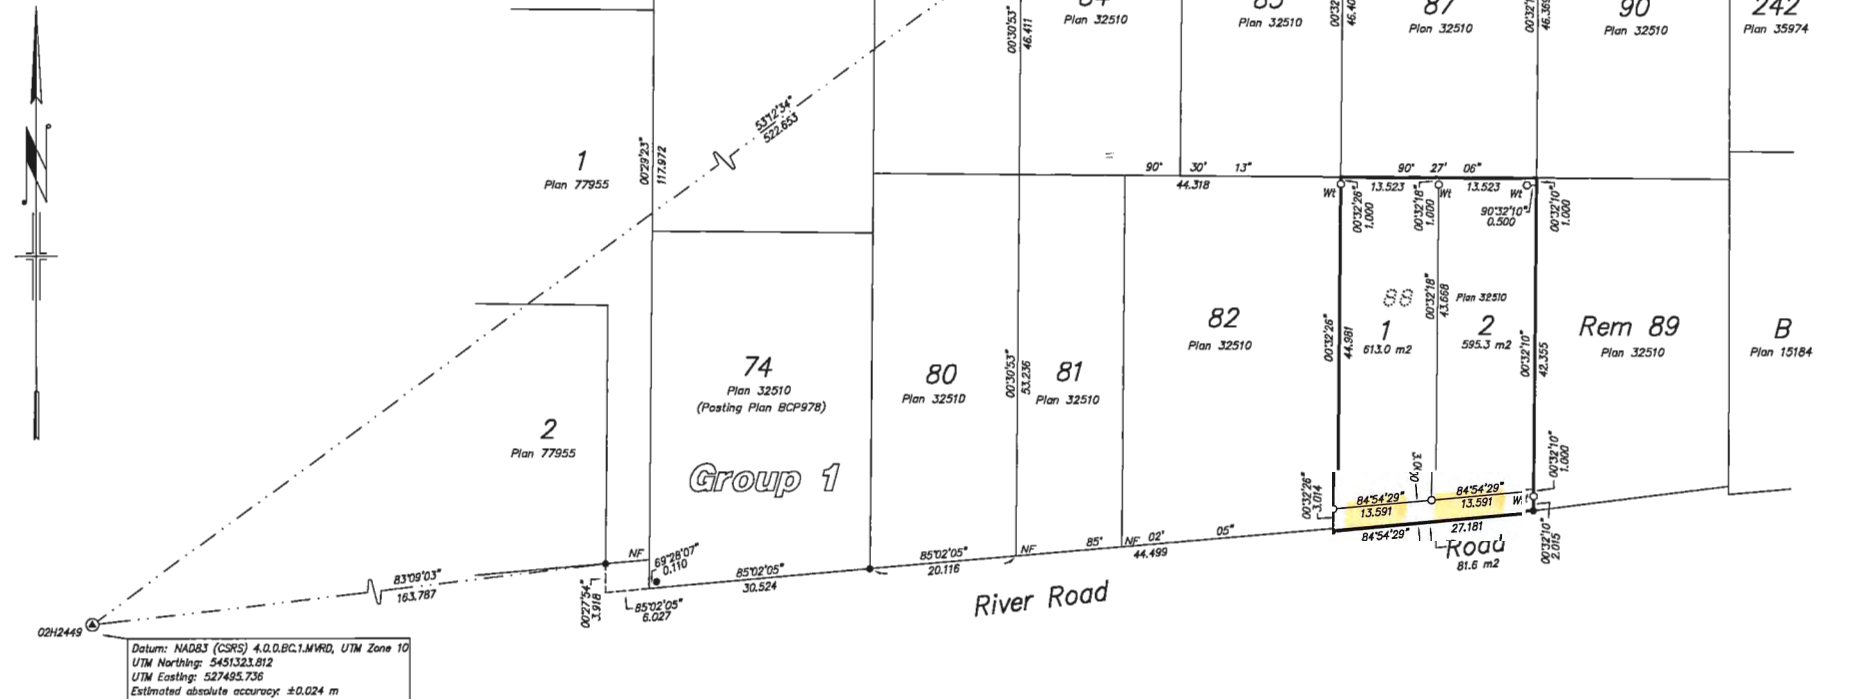 Plan 32510
Plan 32510
87
Plan 32510
90
Plan 32510
242
Plan 35974
00°30'53"
46.411
53°12'34"
522.653
N
1
Plan 77955
00°29'23"
117.972
90° 30' 13"
44.318
90° 27' 06"
13.523
13.523
Wt
Wt
Wt
00°32'26"
1.000
00°32'18"
1.000
90°32'10"
0.500
00°32'10"
1.000
88
Plan 32510
00°32'18"
43.668
1
613.0 m2
2
595.3 m2
00°32'26"
44.981
00°32'10"
42.355
82
Plan 32510
Rem 89
Plan 32510
B
Plan 15184
74
Plan 32510
(Posting Plan BCP978)
80
Plan 32510
00°30'53"
53.236
81
Plan 32510
2
Plan 77955
Group 1
00°32'26"
3.014
84°54'29"
13.591
84°54'29"
13.591
00°32'10"
1.000
84°54'29"
27.181
Road
81.6 m2
00°32'10"
2.015
NF
69°28'07"
0.110
85°02'05"
30.524
85°02'05"
20.116
NF
85° 02' 05"
NF
44.499
River Road
83°09'03"
163.787
00°27'54"
3.918
85°02'05"
6.027
02H2449
Datum: NAD83 (CSRS) 4.0.0.BC.1.MVRD, UTM Zone 10
UTM Northing: 5451323.812
UTM Easting: 527495.736
Estimated absolute accuracy: ±0.024 m